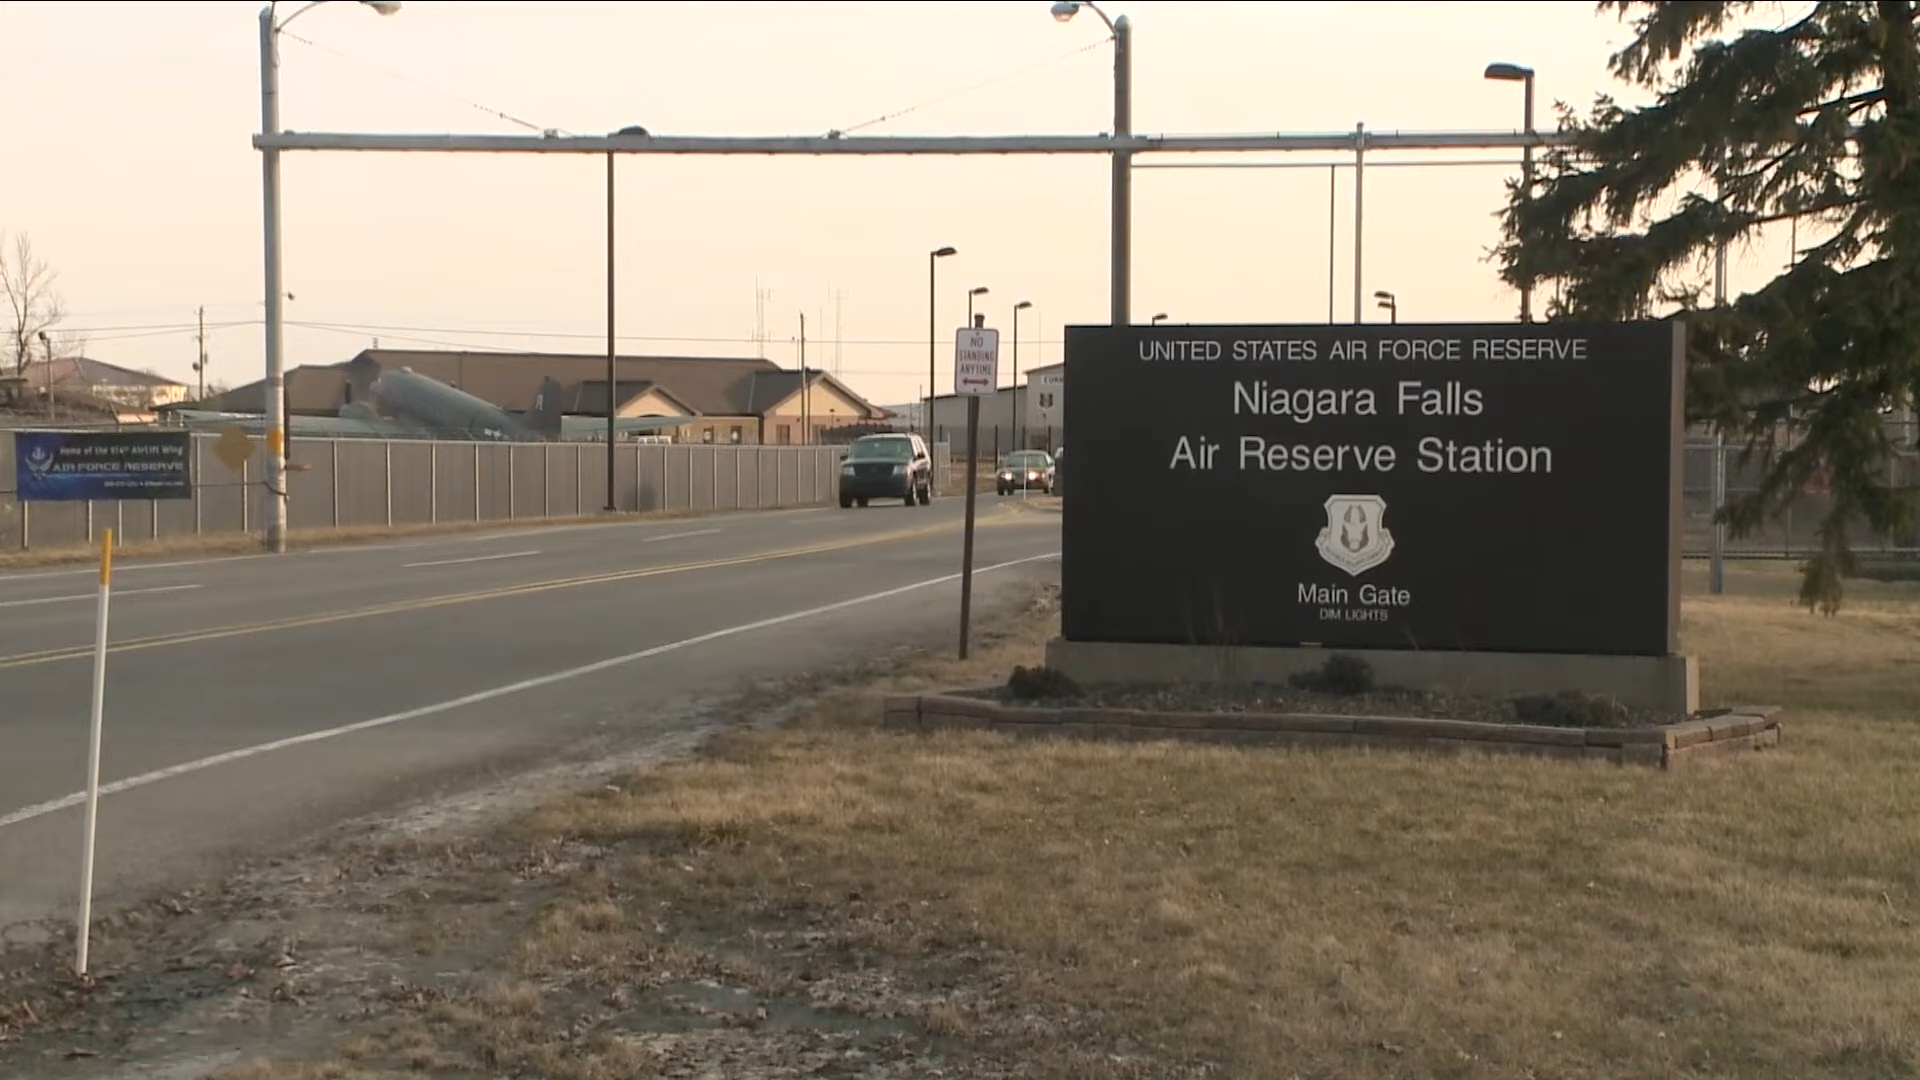 UNITED STATES AIR FORCE RESERVE
Niagara Falls
Air Reserve Station
Main Gate
DIM LIGHTS
NO
STANDING
ANYTIME
Home of the 914th Airlift Wing
AIR FORCE RESERVE